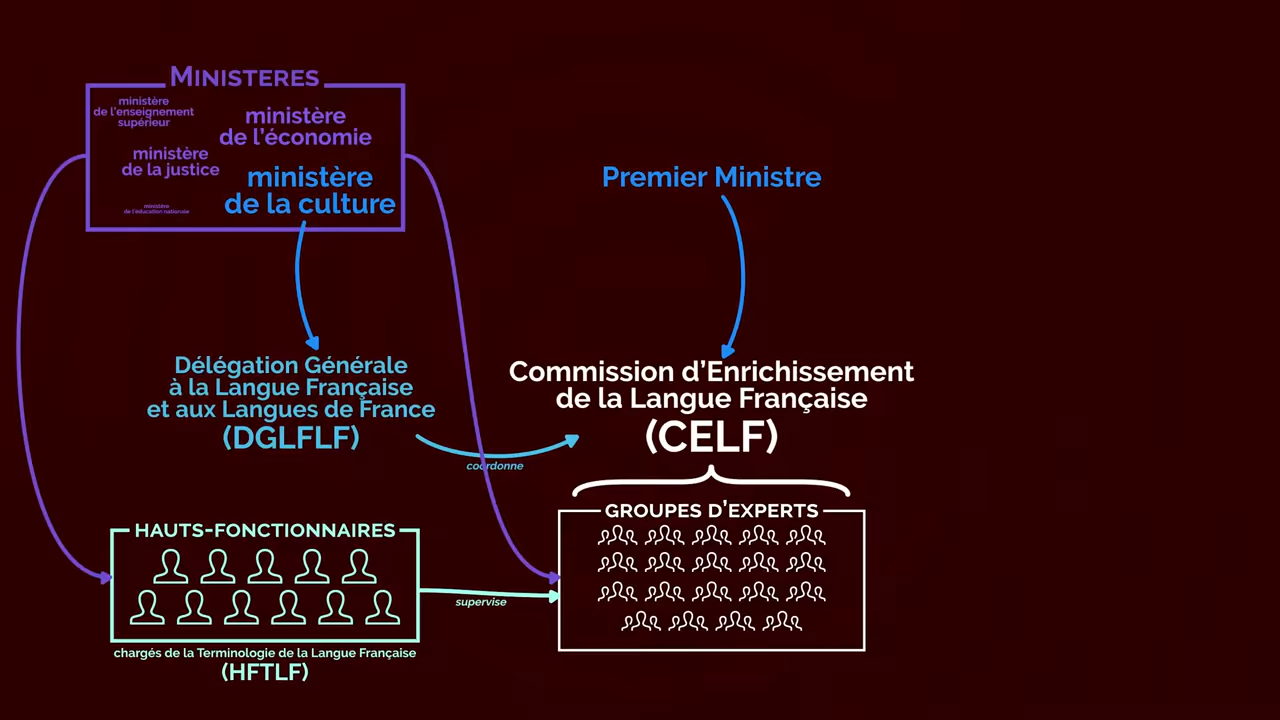 MINISTERES
ministère
de l'enseignement
supérieur
ministère
de l'économie
ministère
de la justice
ministère
de la culture
ministère
de l'éducation nationale
Premier Ministre
Délégation Générale
à la Langue Française
et aux Langues de France
(DGLFLF)
coordonne
Commission d'Enrichissement
de la Langue Française
(CELF)
GROUPES D'EXPERTS
HAUTS-FONCTIONNAIRES
supervise
chargés de la Terminologie de la Langue Française
(HFTLF)